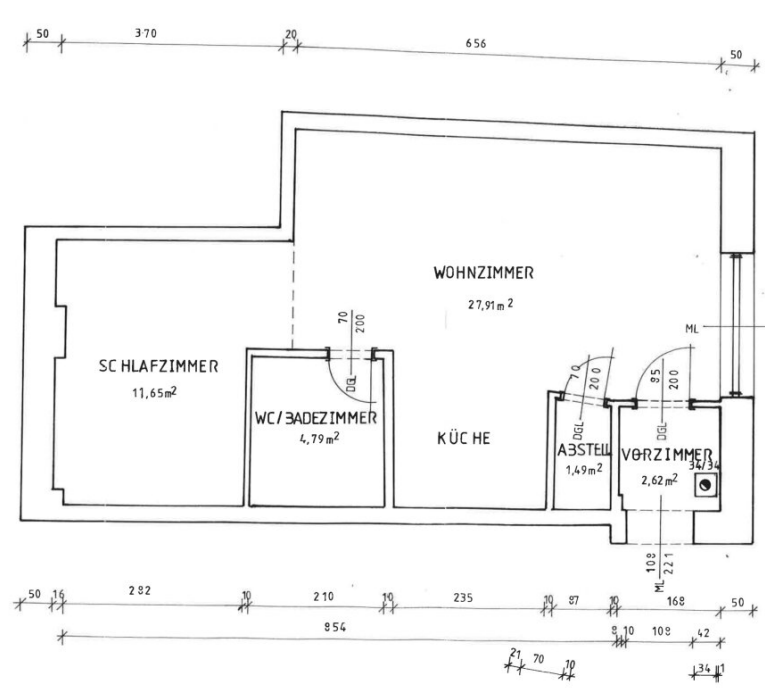 50 370 20 656 50
WOHNZIMMER
27,91m²
70
200
ML
SCHLAFZIMMER
11,65m²
DGL
70
200
85
200
WC/BADEZIMMER
4,79m²
KÜCHE
DGL
DGL
ABSTELL
1,49m²
VORZIMMER
34/34
2,62m²
108
221
ML
50 16 282 10 210 10 235 10 87 10 168 50
854 8 10 108 42
21 70 10 34 1